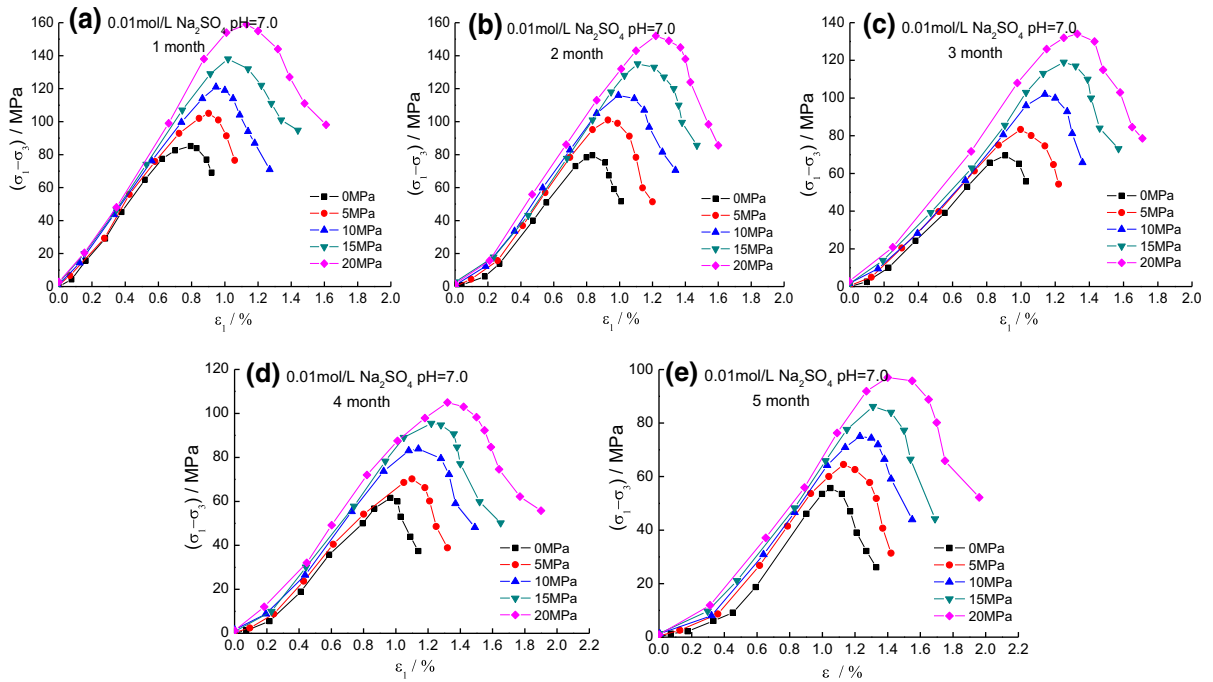 (a)
0.01mol/L Na₂SO₄ pH=7.0
1 month
(σ₁−σ₃) / MPa
160
140
120
100
80
60
40
20
0
0.0 0.2 0.4 0.6 0.8 1.0 1.2 1.4 1.6 1.8 2.0
ε₁ / %
0MPa
5MPa
10MPa
15MPa
20MPa
(b)
0.01mol/L Na₂SO₄ pH=7.0
2 month
(σ₁−σ₃) / MPa
160
140
120
100
80
60
40
20
0
0.0 0.2 0.4 0.6 0.8 1.0 1.2 1.4 1.6 1.8 2.0
ε₁ / %
0MPa
5MPa
10MPa
15MPa
20MPa
(c)
0.01mol/L Na₂SO₄ pH=7.0
3 month
(σ₁−σ₃) / MPa
140
120
100
80
60
40
20
0
0.0 0.2 0.4 0.6 0.8 1.0 1.2 1.4 1.6 1.8 2.0
ε₁ / %
0MPa
5MPa
10MPa
15MPa
20MPa
(d)
0.01mol/L Na₂SO₄ pH=7.0
4 month
(σ₁−σ₃) / MPa
120
100
80
60
40
20
0
0.0 0.2 0.4 0.6 0.8 1.0 1.2 1.4 1.6 1.8 2.0 2.2
ε₁ / %
0MPa
5MPa
10MPa
15MPa
20MPa
(e)
0.01mol/L Na₂SO₄ pH=7.0
5 month
(σ₁−σ₃) / MPa
100
80
60
40
20
0
0.0 0.2 0.4 0.6 0.8 1.0 1.2 1.4 1.6 1.8 2.0 2.2
ε / %
0MPa
5MPa
10MPa
15MPa
20MPa